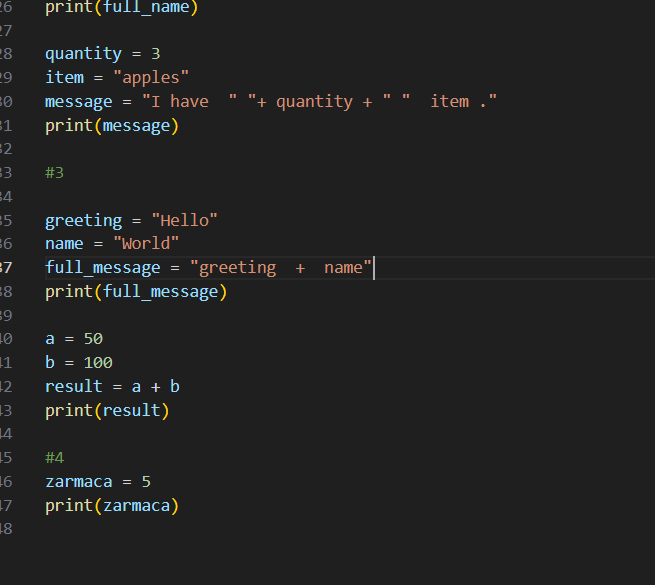 26 print(full_name)
27
28 quantity = 3
29 item = "apples"
30 message = "I have  " "+ quantity + " "  item ."
31 print(message)
32
33 #3
34
35 greeting = "Hello"
36 name = "World"
37 full_message = "greeting  +  name"
38 print(full_message)
39
40 a = 50
41 b = 100
42 result = a + b
43 print(result)
44
45 #4
46 zarmaca = 5
47 print(zarmaca)
48